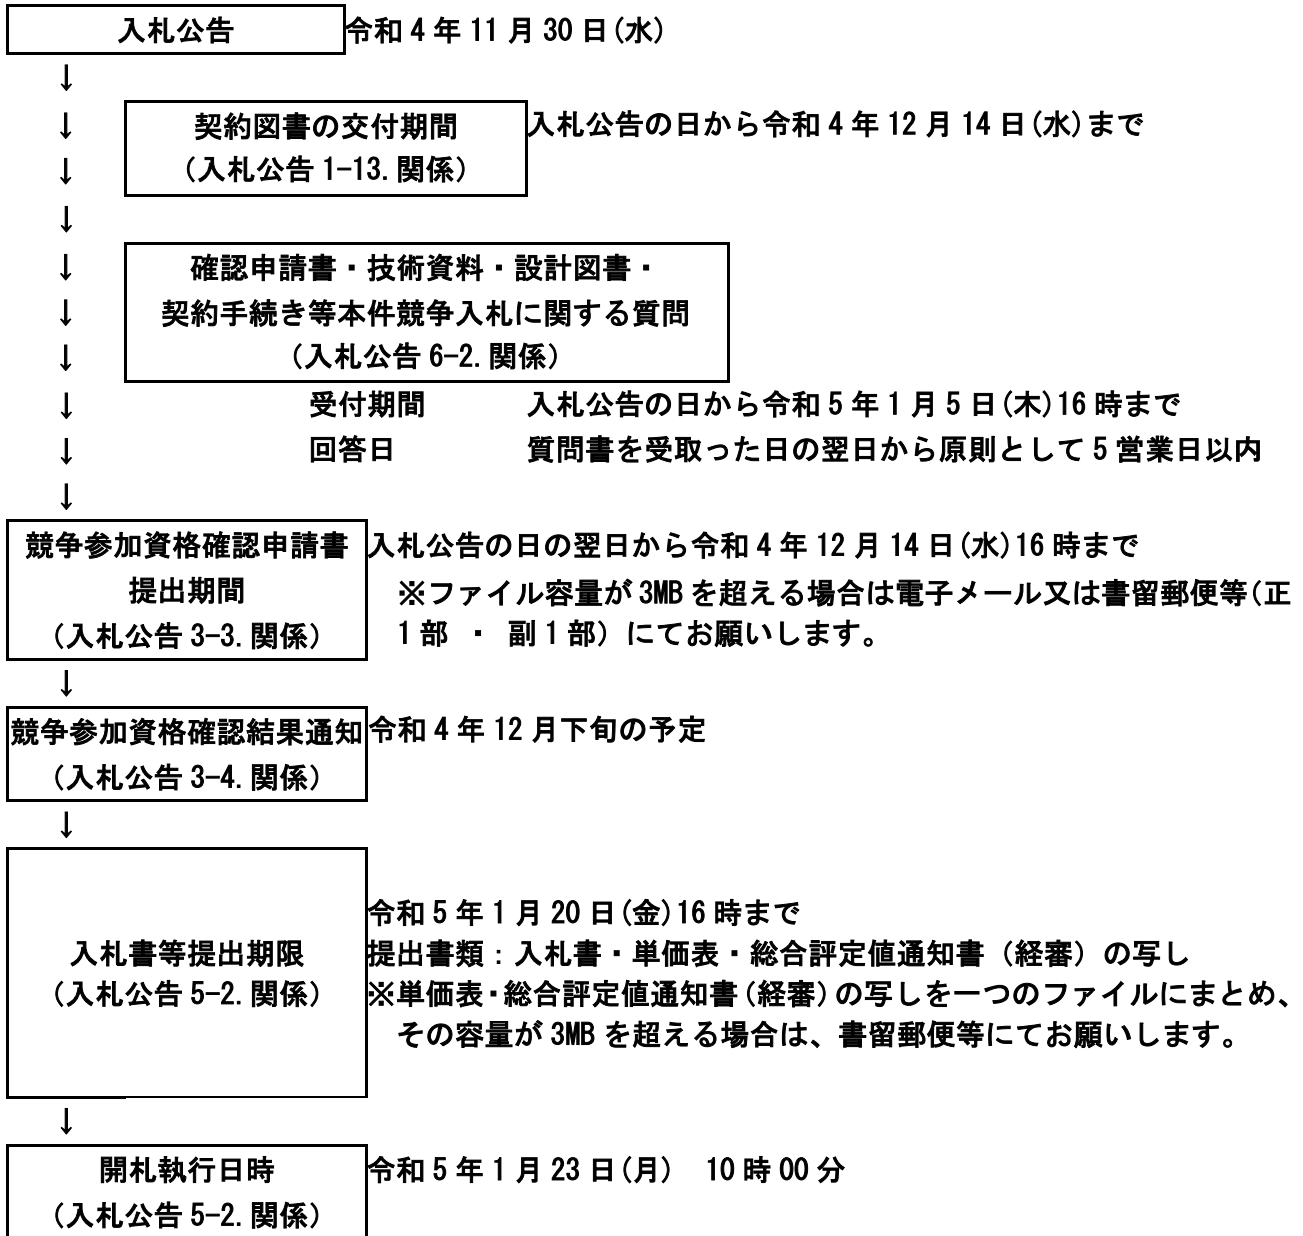 入札公告 令和4年11月30日(水)
↓
↓ 契約図書の交付期間 入札公告の日から令和4年12月14日(水)まで
↓ (入札公告1-13.関係)
↓
↓ 確認申請書・技術資料・設計図書・
↓ 契約手続き等本件競争入札に関する質問
↓ (入札公告6-2.関係)
↓ 受付期間 入札公告の日から令和5年1月5日(木)16時まで
↓ 回答日 質問書を受取った日の翌日から原則として5営業日以内
↓
競争参加資格確認申請書 入札公告の日の翌日から令和4年12月14日(水)16時まで
提出期間 ※ファイル容量が3MBを超える場合は電子メール又は書留郵便等(正
(入札公告3-3.関係) 1部 ・ 副1部) にてお願いします。
↓
競争参加資格確認結果通知 令和4年12月下旬の予定
(入札公告3-4.関係)
↓
令和5年1月20日(金)16時まで
入札書等提出期限 提出書類:入札書・単価表・総合評定値通知書(経審)の写し
(入札公告5-2.関係) ※単価表・総合評定値通知書(経審)の写しを一つのファイルにまとめ、
その容量が3MBを超える場合は、書留郵便等にてお願いします。
↓
開札執行日時 令和5年1月23日(月) 10時00分
(入札公告5-2.関係)